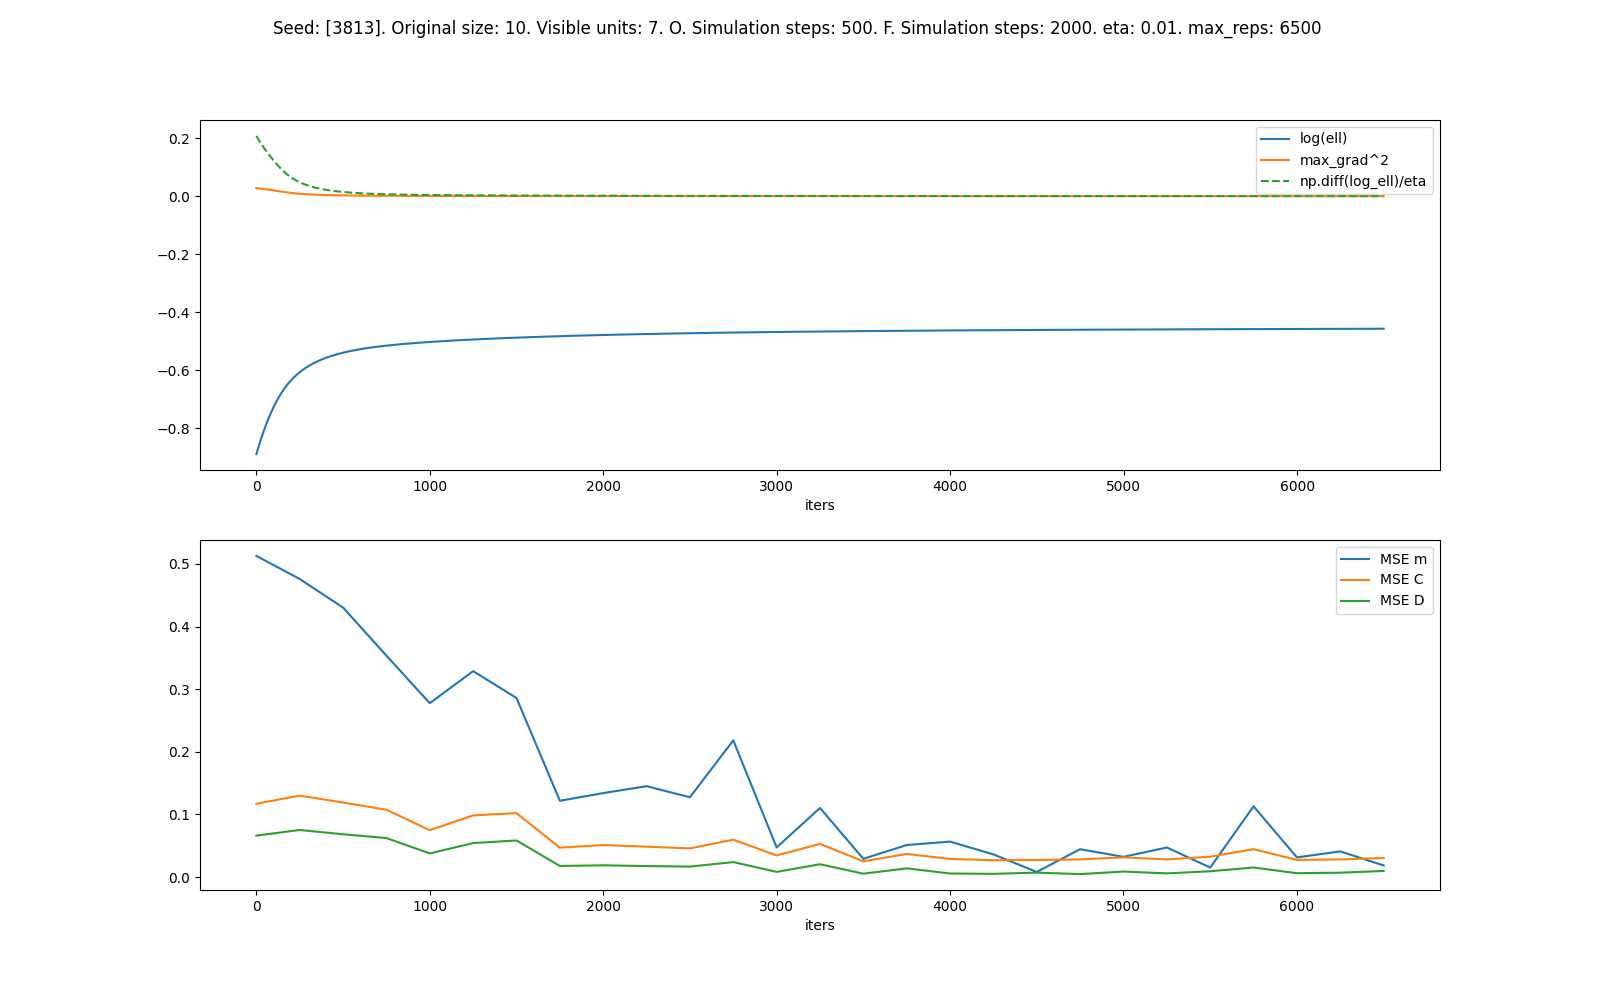 Seed: [3813]. Original size: 10. Visible units: 7. O. Simulation steps: 500. F. Simulation steps: 2000. eta: 0.01. max_reps: 6500
log(ell)
max_grad^2
np.diff(log_ell)/eta
0.2
0.0
−0.2
−0.4
−0.6
−0.8
0 1000 2000 3000 4000 5000 6000
iters
MSE m
MSE C
MSE D
0.5
0.4
0.3
0.2
0.1
0.0
0 1000 2000 3000 4000 5000 6000
iters